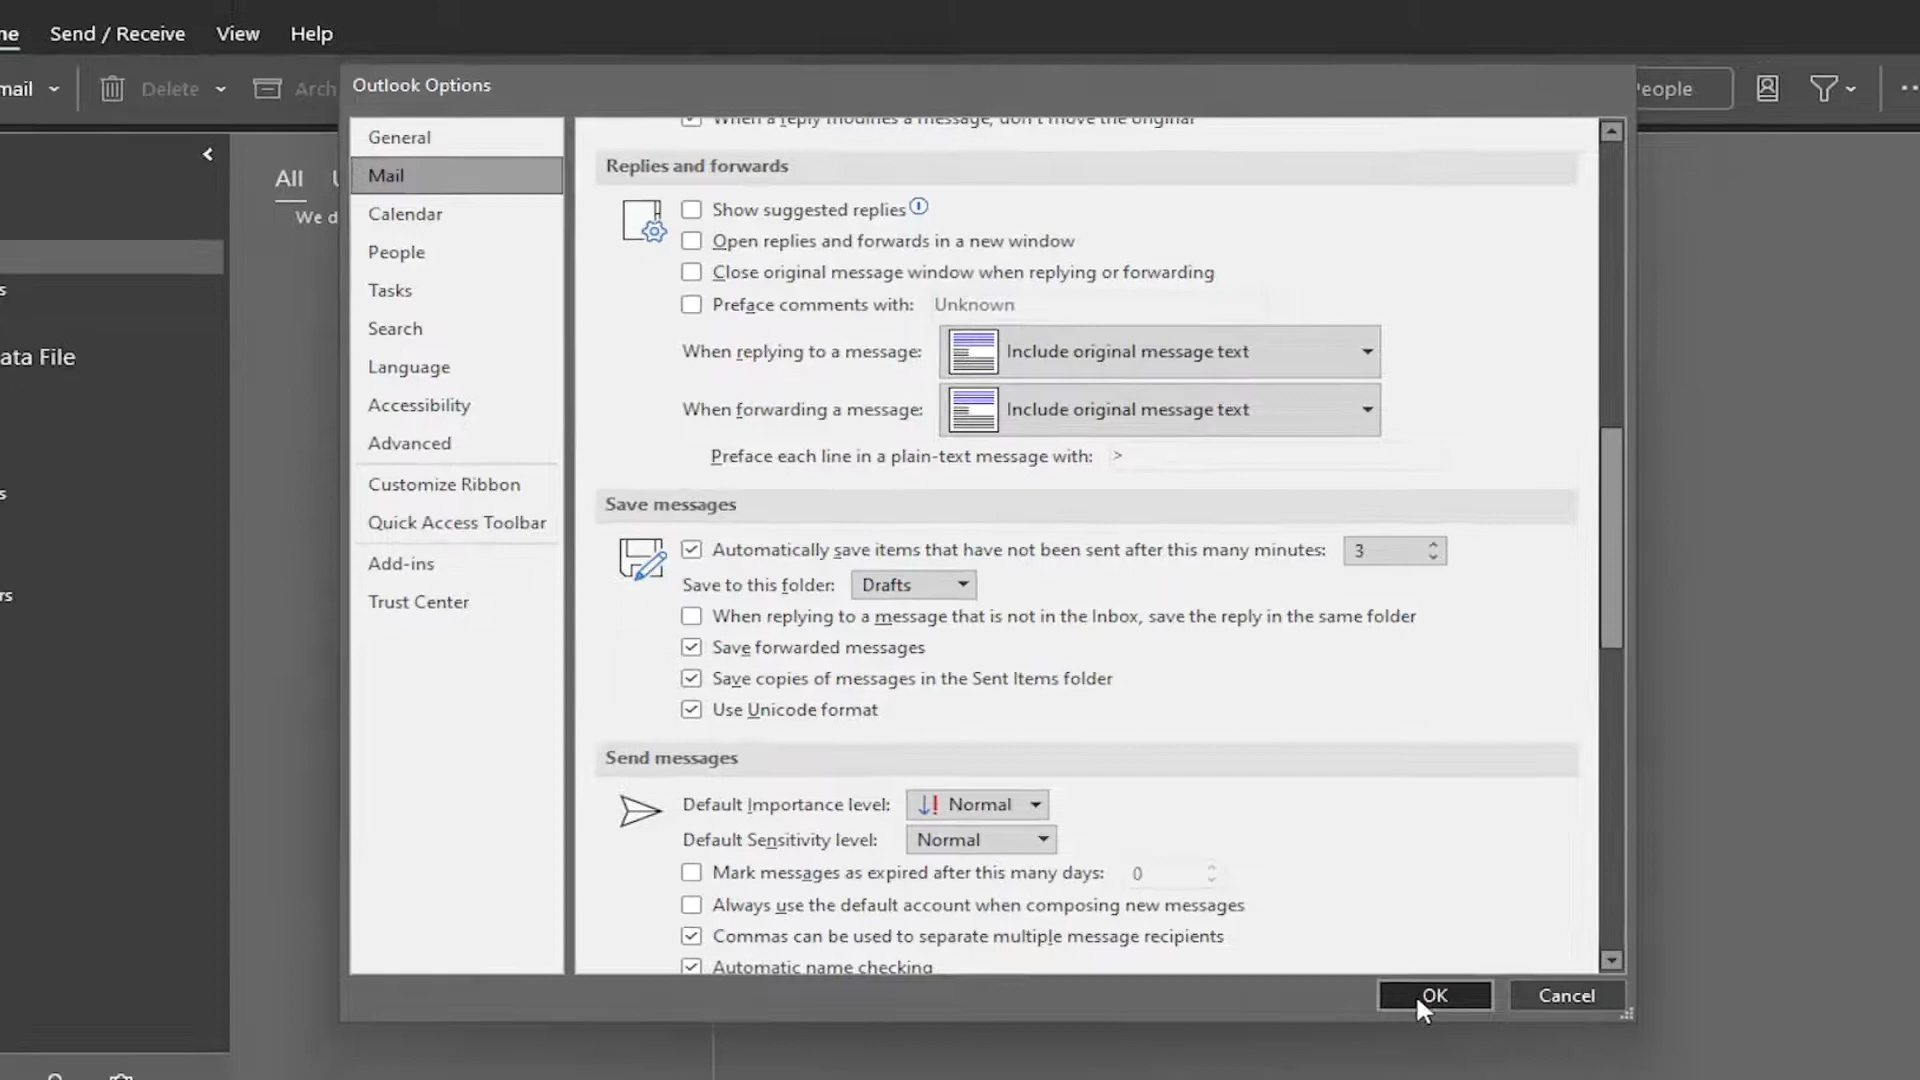 Send / Receive
View
Help
Delete
People
Outlook Options
General
Mail
Calendar
People
Tasks
Search
Language
Accessibility
Advanced
Customize Ribbon
Quick Access Toolbar
Add-ins
Trust Center
All
We d
ata File
When a reply modifies a message, don't move the original
Replies and forwards
Show suggested replies
Open replies and forwards in a new window
Close original message window when replying or forwarding
Preface comments with: Unknown
When replying to a message: Include original message text
When forwarding a message: Include original message text
Preface each line in a plain-text message with: >
Save messages
Automatically save items that have not been sent after this many minutes: 3
Save to this folder: Drafts
When replying to a message that is not in the Inbox, save the reply in the same folder
Save forwarded messages
Save copies of messages in the Sent Items folder
Use Unicode format
Send messages
Default Importance level: Normal
Default Sensitivity level: Normal
Mark messages as expired after this many days: 0
Always use the default account when composing new messages
Commas can be used to separate multiple message recipients
Automatic name checking
OK
Cancel